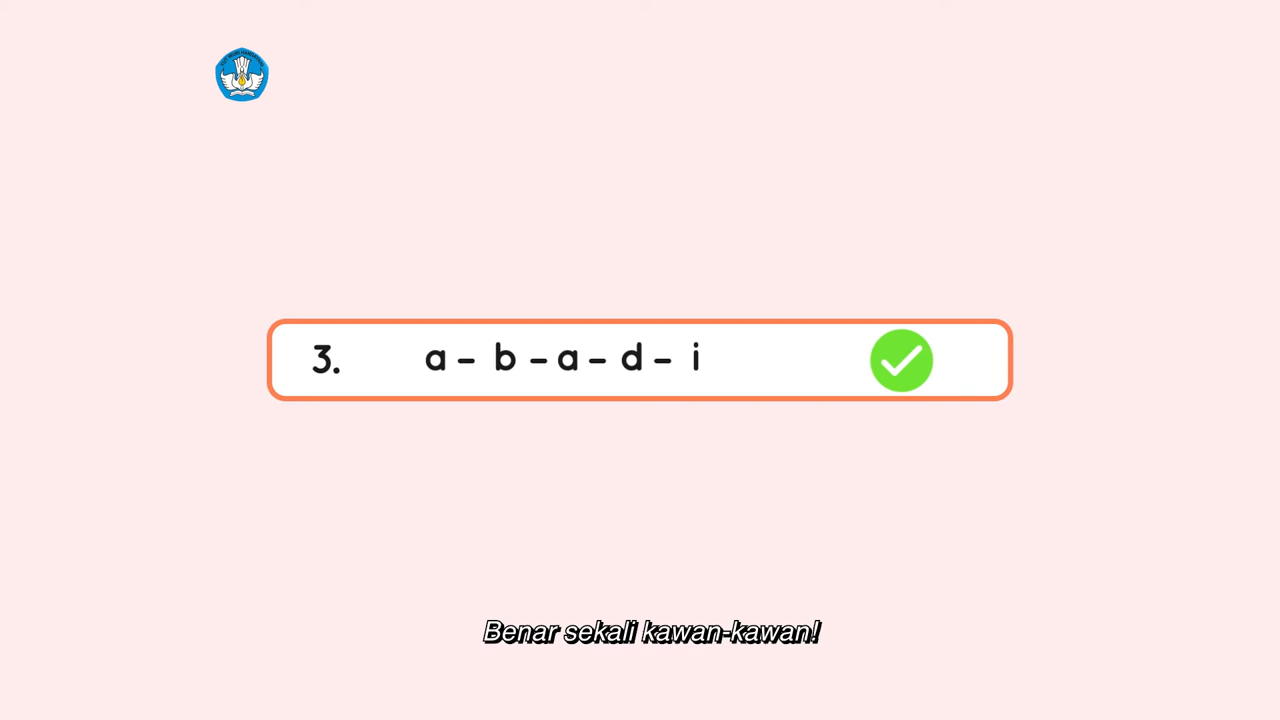 3. a - b - a - d - i
Benar sekali kawan-kawan!